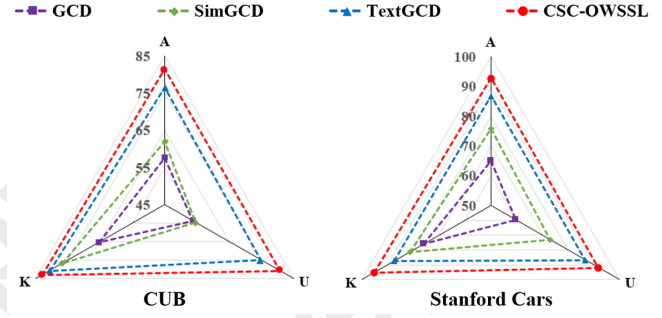 GCD SimGCD TextGCD CSC-OWSSL
A
85
75
65
55
45
K
U
CUB
A
100
90
80
70
60
50
K
U
Stanford Cars